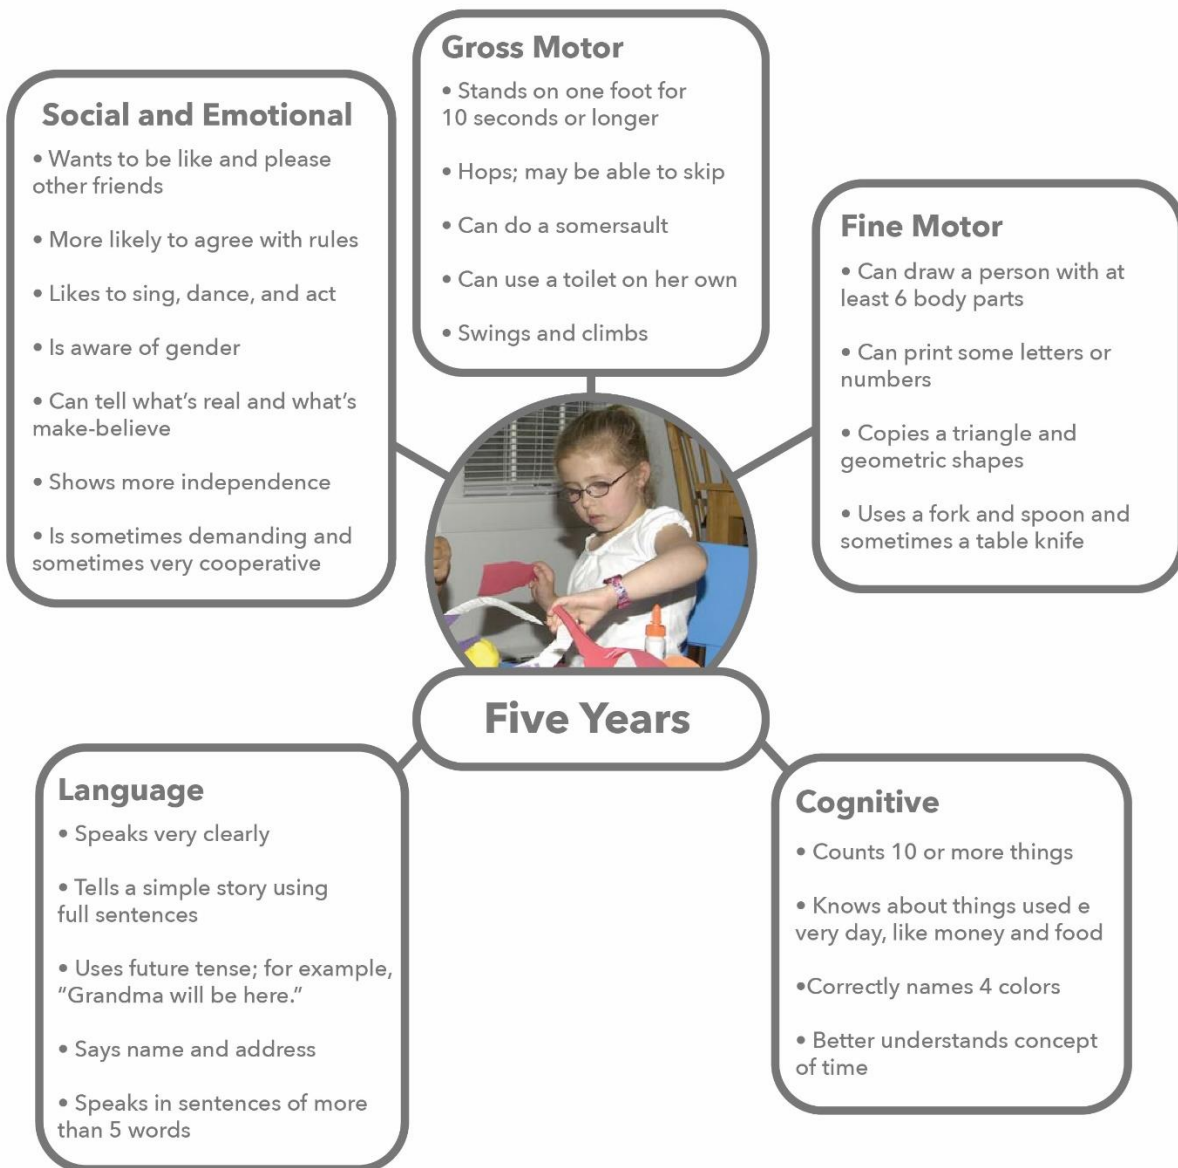 Gross Motor
• Stands on one foot for
10 seconds or longer
• Hops; may be able to skip
• Can do a somersault
• Can use a toilet on her own
• Swings and climbs
Social and Emotional
• Wants to be like and please
other friends
• More likely to agree with rules
• Likes to sing, dance, and act
• Is aware of gender
• Can tell what's real and what's
make-believe
• Shows more independence
• Is sometimes demanding and
sometimes very cooperative
Fine Motor
• Can draw a person with at
least 6 body parts
• Can print some letters or
numbers
• Copies a triangle and
geometric shapes
• Uses a fork and spoon and
sometimes a table knife
Five Years
Language
• Speaks very clearly
• Tells a simple story using
full sentences
• Uses future tense; for example,
“Grandma will be here.”
• Says name and address
• Speaks in sentences of more
than 5 words
Cognitive
• Counts 10 or more things
• Knows about things used e
very day, like money and food
•Correctly names 4 colors
• Better understands concept
of time